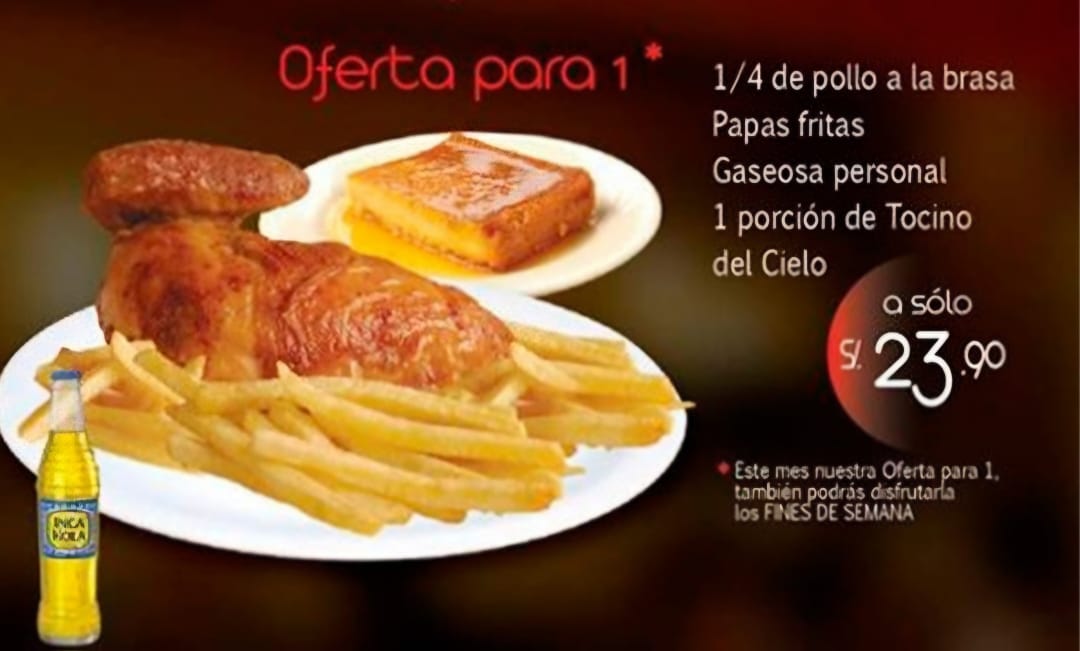 Oferta para 1 *
1/4 de pollo a la brasa
Papas fritas
Gaseosa personal
1 porción de Tocino
del Cielo
a sólo
S/. 23.90
* Este mes nuestra Oferta para 1,
también podrás disfrutarla
los FINES DE SEMANA
INCA
KOLA